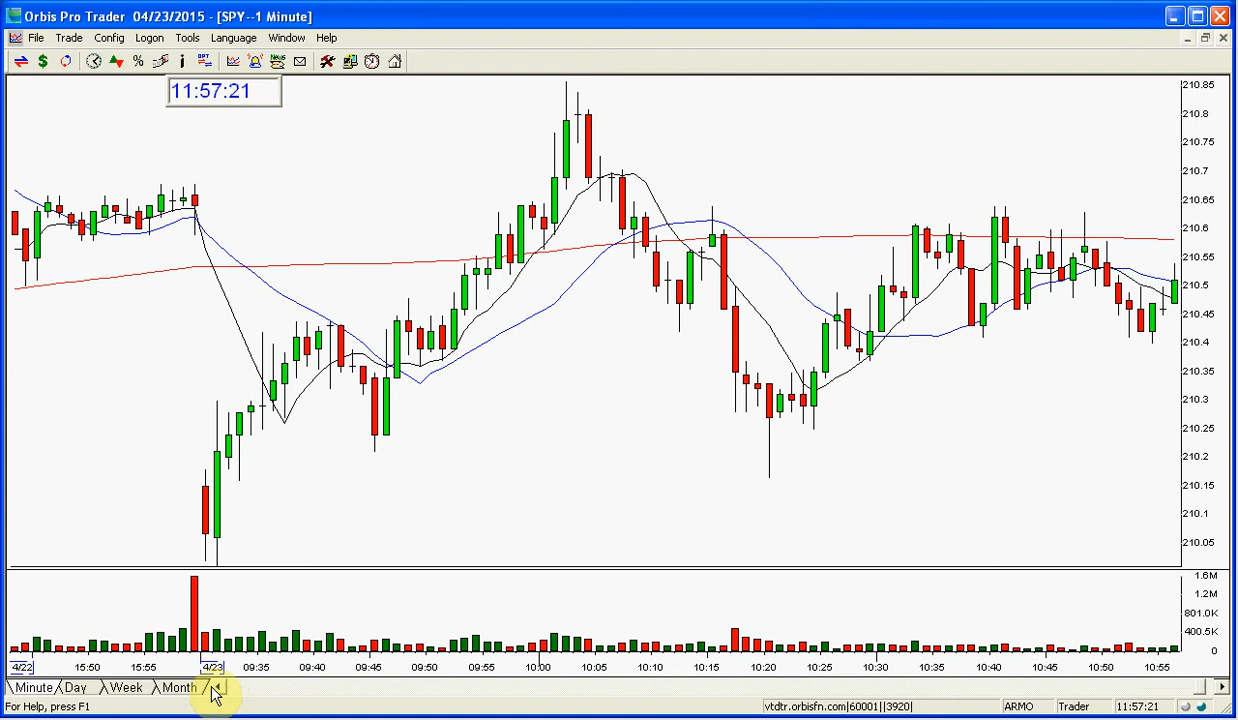 Orbis Pro Trader 04/23/2015 - [SPY--1 Minute]
File Trade Config Logon Tools Language Window Help
11:57:21
210.85
210.8
210.75
210.7
210.65
210.6
210.55
210.5
210.45
210.4
210.35
210.3
210.25
210.2
210.15
210.1
210.05
1.6M
1.2M
801.0K
400.5K
0
4/22 15:50 15:55 4/23 09:35 09:40 09:45 09:50 09:55 10:00 10:05 10:10 10:15 10:20 10:25 10:30 10:35 10:40 10:45 10:50 10:55
Minute Day Week Month
For Help, press F1 vtdtr.orbisfn.com|60001||3920| ARMO Trader 11:57:21